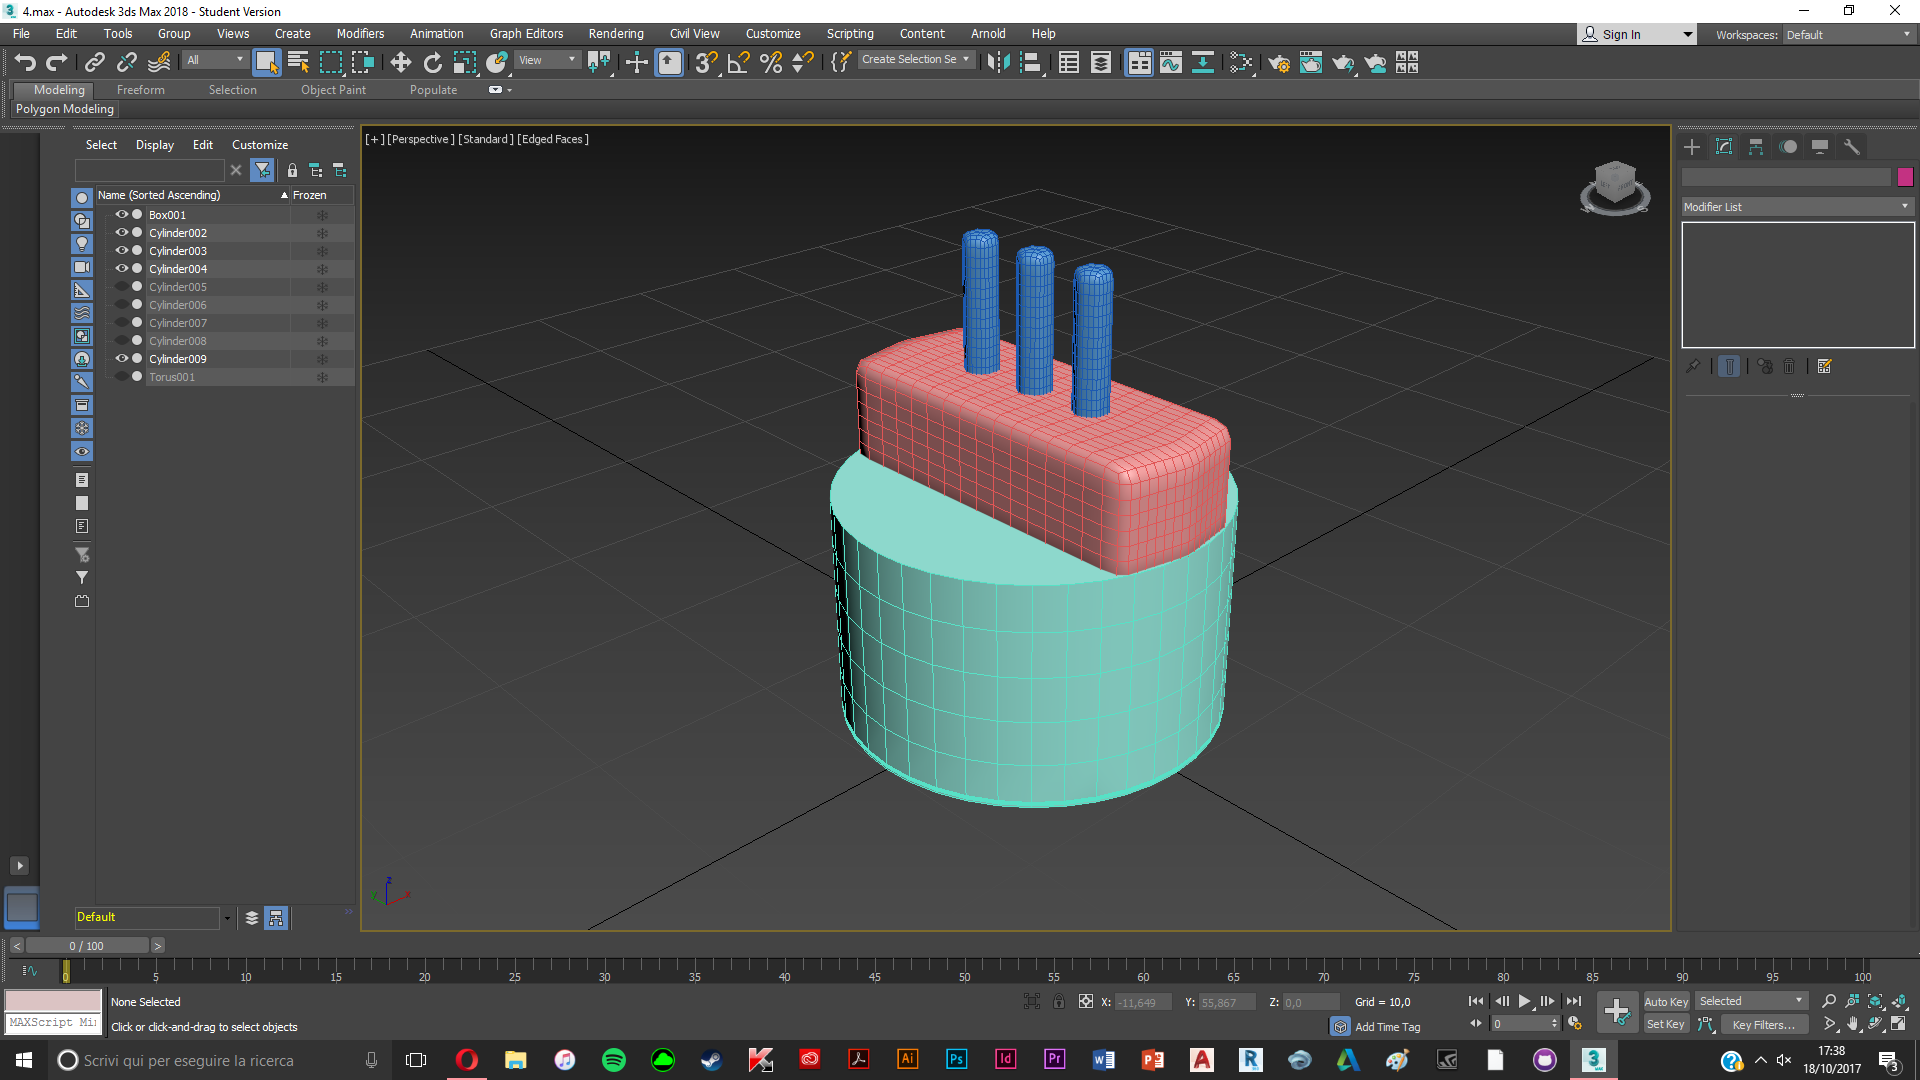 4.max - Autodesk 3ds Max 2018 - Student Version
File Edit Tools Group Views Create Modifiers Animation Graph Editors Rendering Civil View Customize Scripting Content Arnold Help
Sign In Workspaces: Default
All View Create Selection Se
Modeling Freeform Selection Object Paint Populate
Polygon Modeling
Select Display Edit Customize
[+] [Perspective] [Standard] [Edged Faces]
Name (Sorted Ascending) Frozen
Box001
Cylinder002
Cylinder003
Cylinder004
Cylinder005
Cylinder006
Cylinder007
Cylinder008
Cylinder009
Torus001
Modifier List
z
x
Default
0 / 100
0 5 10 15 20 25 30 35 40 45 50 55 60 65 70 75 80 85 90 95 100
None Selected
X: -11,649 Y: 55,867 Z: 0,0 Grid = 10,0
Auto Key Selected
MAXScript Mi
Click or click-and-drag to select objects
Add Time Tag
0
Set Key Key Filters...
Scrivi qui per eseguire la ricerca
17:38
18/10/2017
3